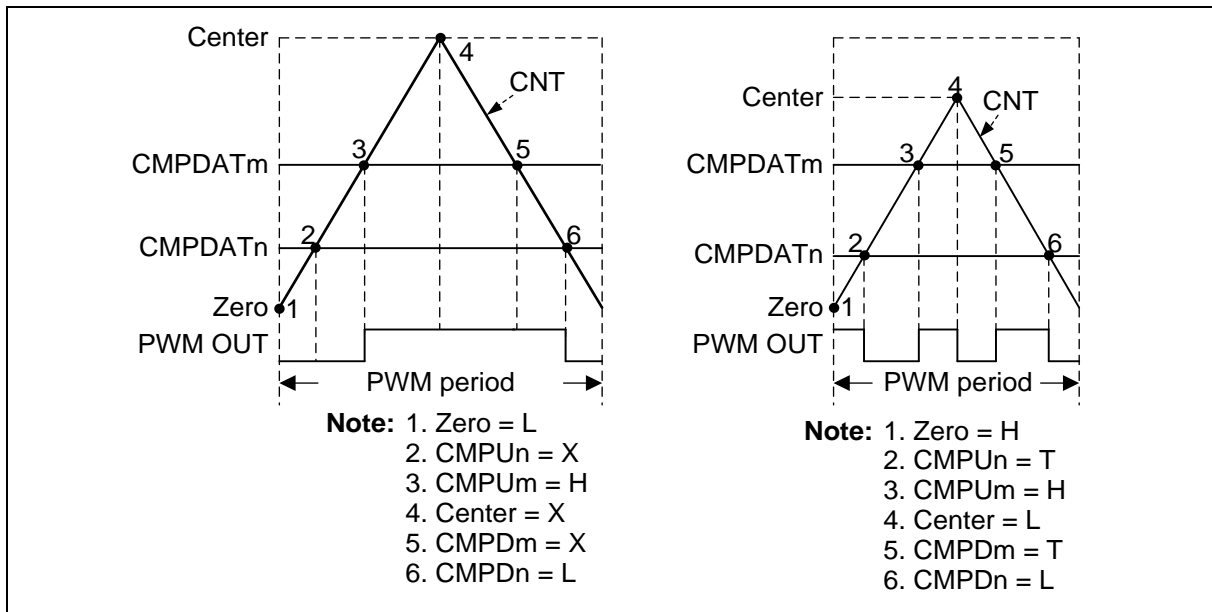 Center
4
CNT
3
5
CMPDATm
2
6
CMPDATn
Zero
1
PWM OUT
PWM period
Note: 1. Zero = L
2. CMPUn = X
3. CMPUm = H
4. Center = X
5. CMPDm = X
6. CMPDn = L
4
Center
CNT
3
5
CMPDATm
2
6
CMPDATn
Zero
1
PWM OUT
PWM period
Note: 1. Zero = H
2. CMPUn = T
3. CMPUm = H
4. Center = L
5. CMPDm = T
6. CMPDn = L